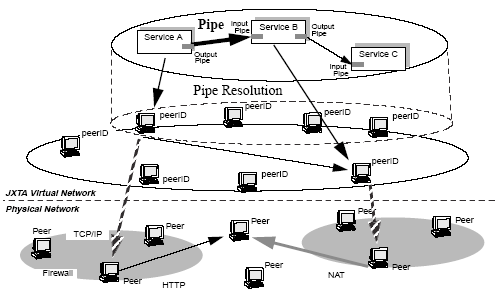 Pipe
Input
Pipe
Service A
Service B
Output
Pipe
Output
Pipe
Service C
Input
Pipe
Pipe Resolution
peerID
peerID
peerID
peerID
peerID
peerID
peerID
peerID
JXTA Virtual Network
Physical Network
Peer
Peer
Peer
Peer
Peer
TCP/IP
Firewall
Peer
HTTP
Peer
NAT
Peer